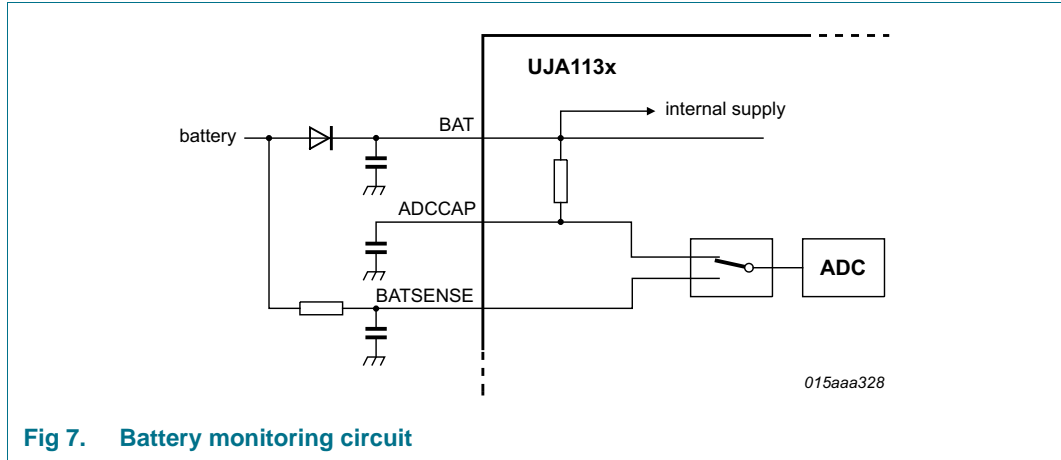 UJA113x
internal supply
battery
BAT
ADCCAP
ADC
BATSENSE
015aaa328
Fig 7. Battery monitoring circuit